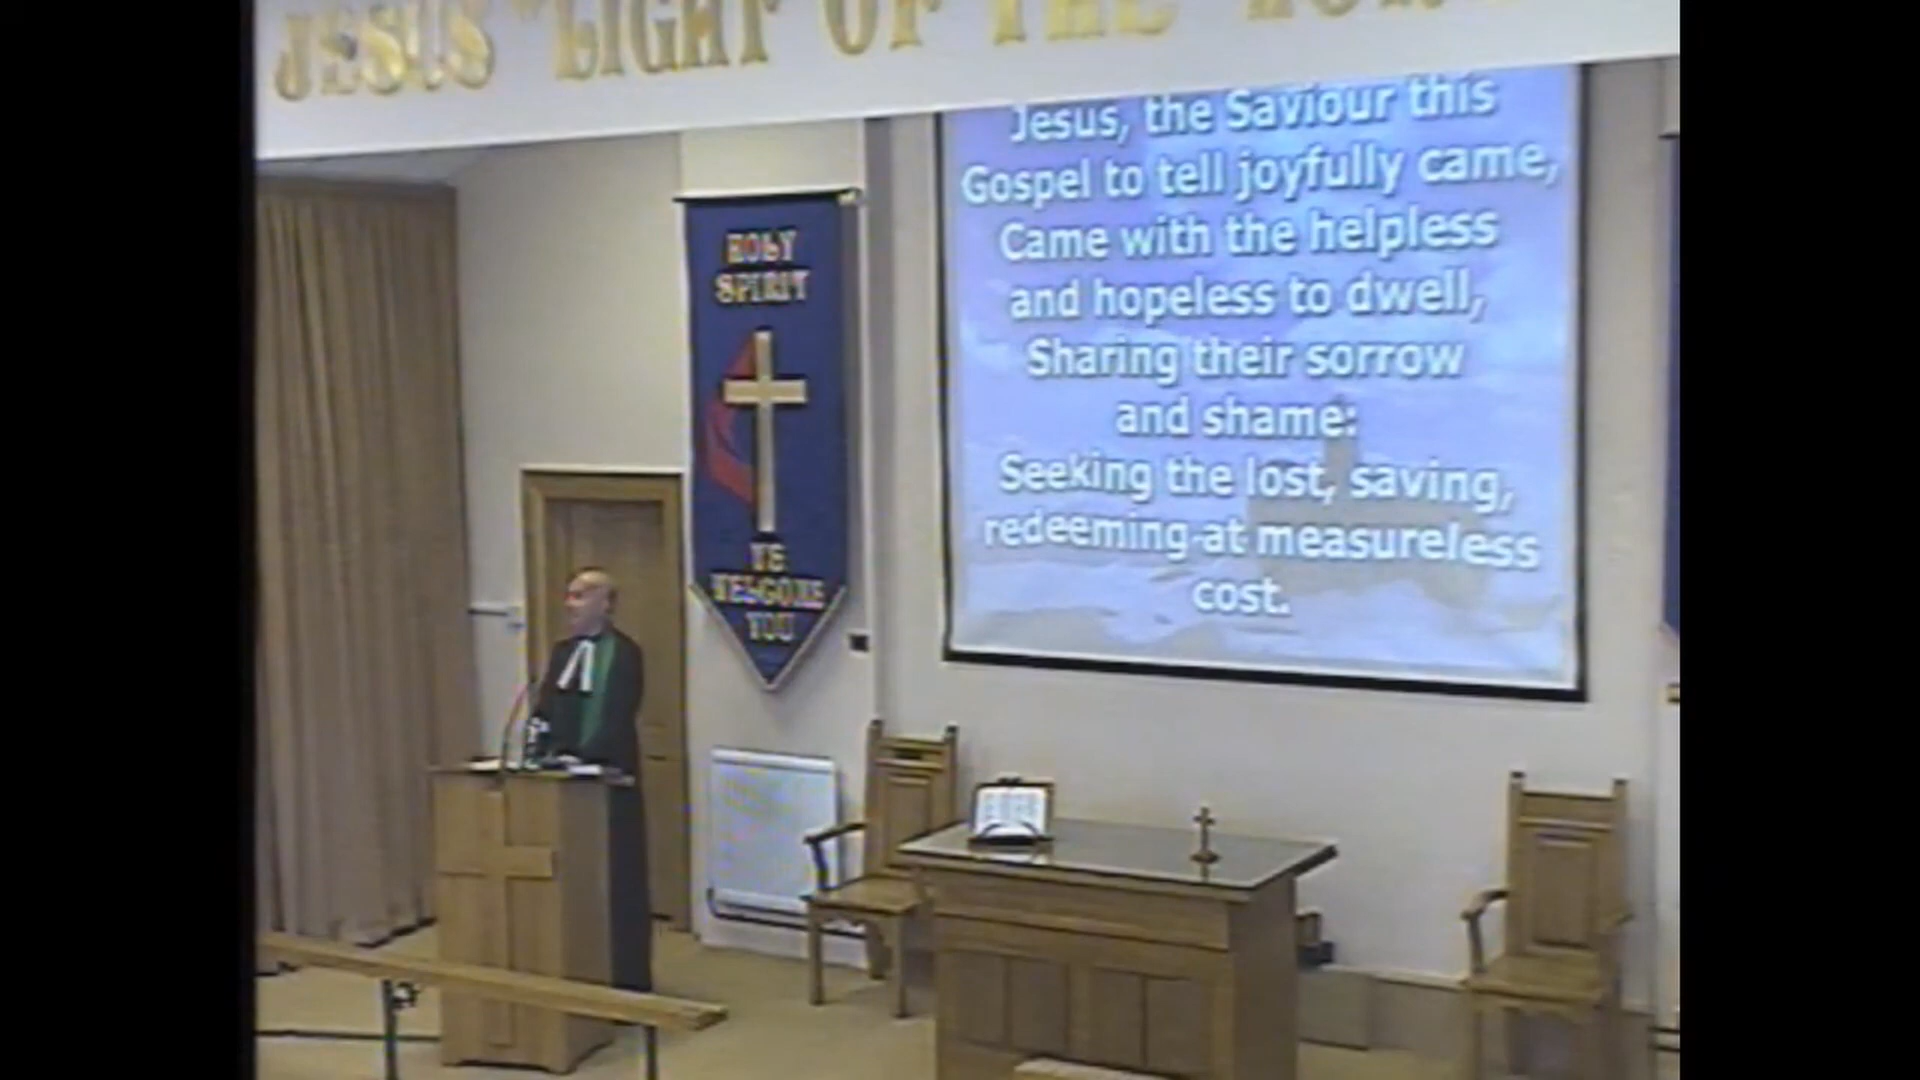 JESUS "LIGHT OF THE
Jesus, the Saviour this
Gospel to tell joyfully came,
Came with the helpless
and hopeless to dwell,
Sharing their sorrow
and shame:
Seeking the lost, saving,
redeeming at measureless
cost.
HOLY
SPIRIT
WE
WELCOME
YOU